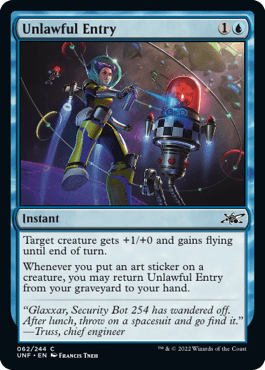 Unlawful Entry 1
Instant
Target creature gets +1/+0 and gains flying
until end of turn.
Whenever you put an art sticker on a
creature, you may return Unlawful Entry
from your graveyard to your hand.
“Glaxxar, Security Bot 254 has wandered off.
After lunch, throw on a spacesuit and go find it.”
—Truss, chief engineer
062/244 C
UNF • EN Francis Tneh
™ & © 2022 Wizards of the Coast